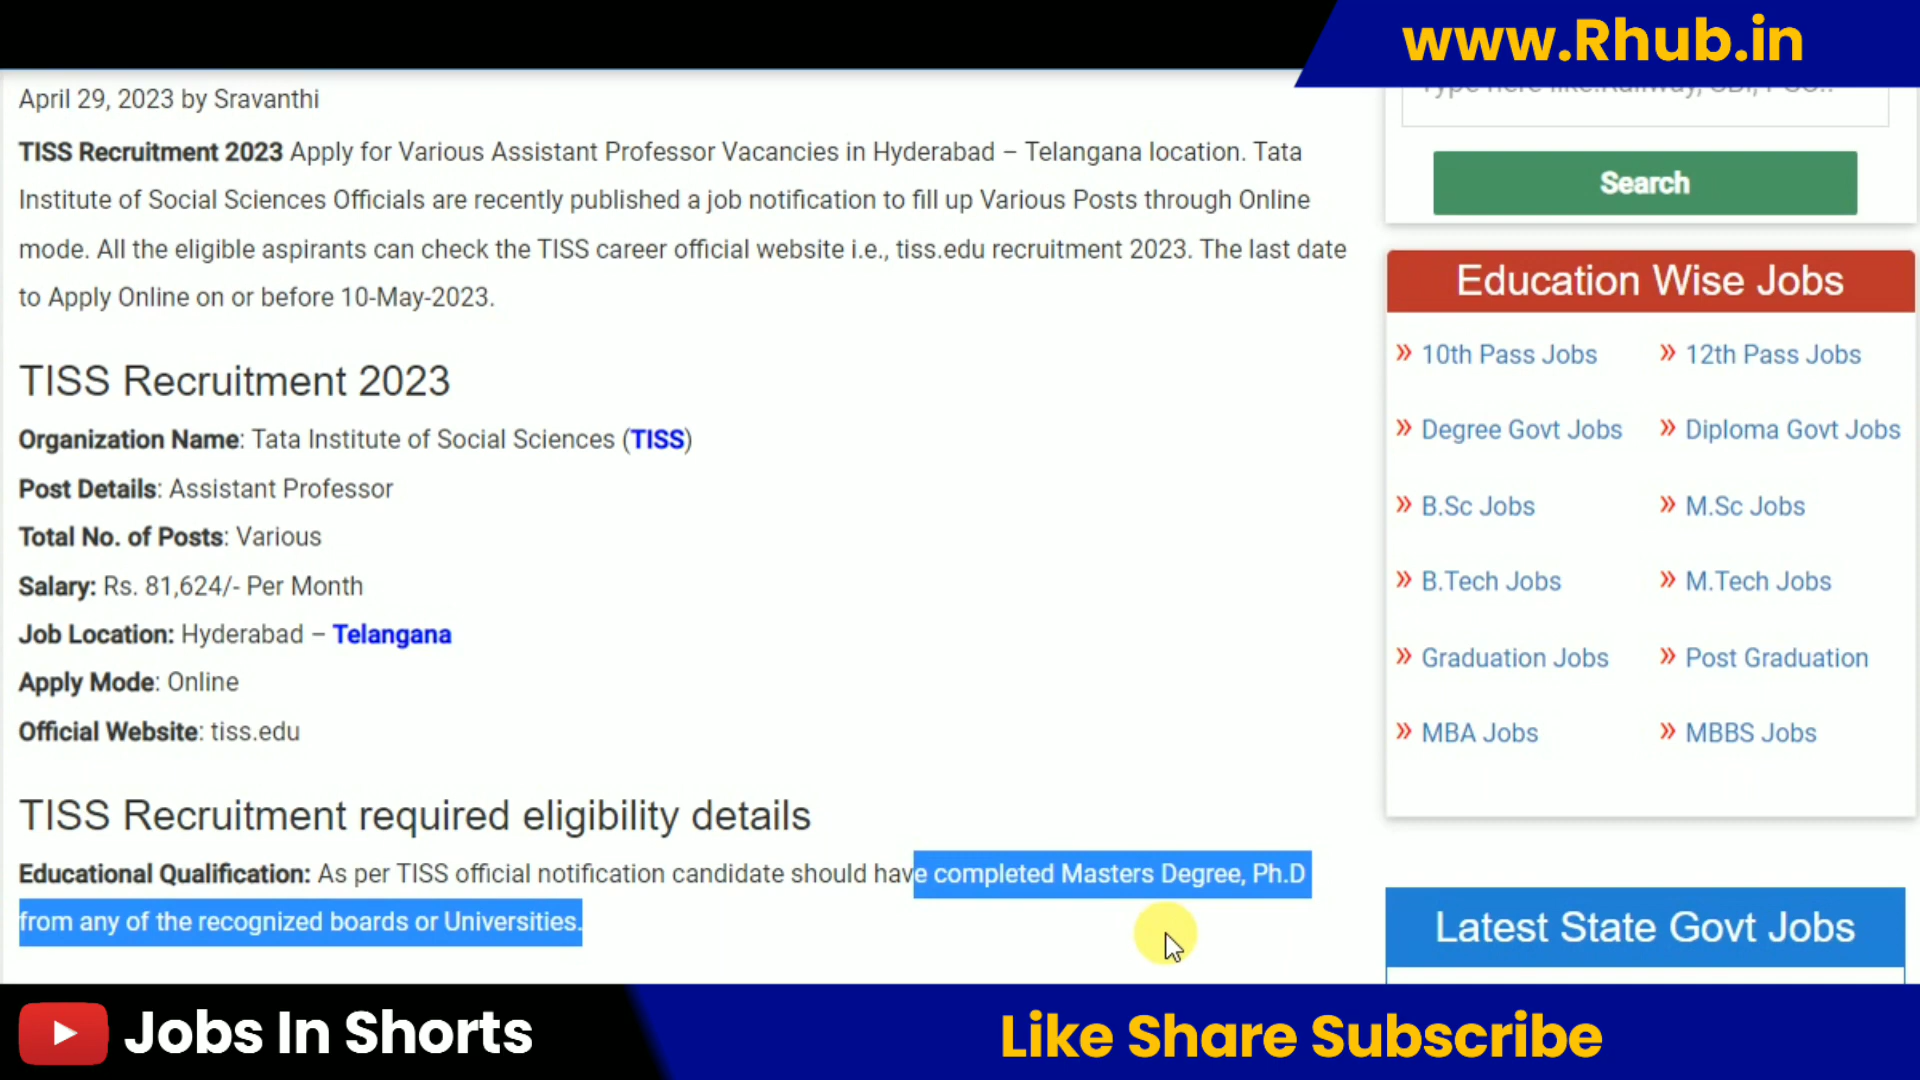 www.Rhub.in
April 29, 2023 by Sravanthi
TISS Recruitment 2023 Apply for Various Assistant Professor Vacancies in Hyderabad – Telangana location. Tata
Institute of Social Sciences Officials are recently published a job notification to fill up Various Posts through Online
mode. All the eligible aspirants can check the TISS career official website i.e., tiss.edu recruitment 2023. The last date
to Apply Online on or before 10-May-2023.
TISS Recruitment 2023
Organization Name: Tata Institute of Social Sciences (TISS)
Post Details: Assistant Professor
Total No. of Posts: Various
Salary: Rs. 81,624/- Per Month
Job Location: Hyderabad – Telangana
Apply Mode: Online
Official Website: tiss.edu
TISS Recruitment required eligibility details
Educational Qualification: As per TISS official notification candidate should have completed Masters Degree, Ph.D
from any of the recognized boards or Universities.
Type here like:Railway, SBI, PSC..
Search
Education Wise Jobs
» 10th Pass Jobs » 12th Pass Jobs
» Degree Govt Jobs » Diploma Govt Jobs
» B.Sc Jobs » M.Sc Jobs
» B.Tech Jobs » M.Tech Jobs
» Graduation Jobs » Post Graduation
» MBA Jobs » MBBS Jobs
Latest State Govt Jobs
Jobs In Shorts
Like Share Subscribe